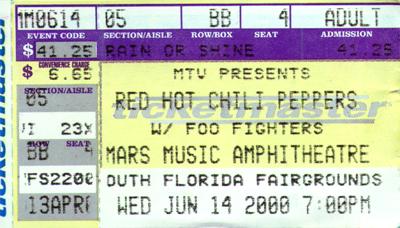 1M0614 05 BB 4 ADULT
EVENT CODE SECTION/AISLE ROW/BOX SEAT ADMISSION
$ 41.25 RAIN OR SHINE $ 41.25
CONVENIENCE CHARGE
$ 6.65 MTV PRESENTS
SECTION/AISLE
05 RED HOT CHILI PEPPERS
ticketmaster
VI 23X W/ FOO FIGHTERS
ROW SEAT
BB 4 MARS MUSIC AMPHITHEATRE
FS2200 OUTH FLORIDA FAIRGROUNDS
13APR WED JUN 14 2000 7:00PM
ticketmaster